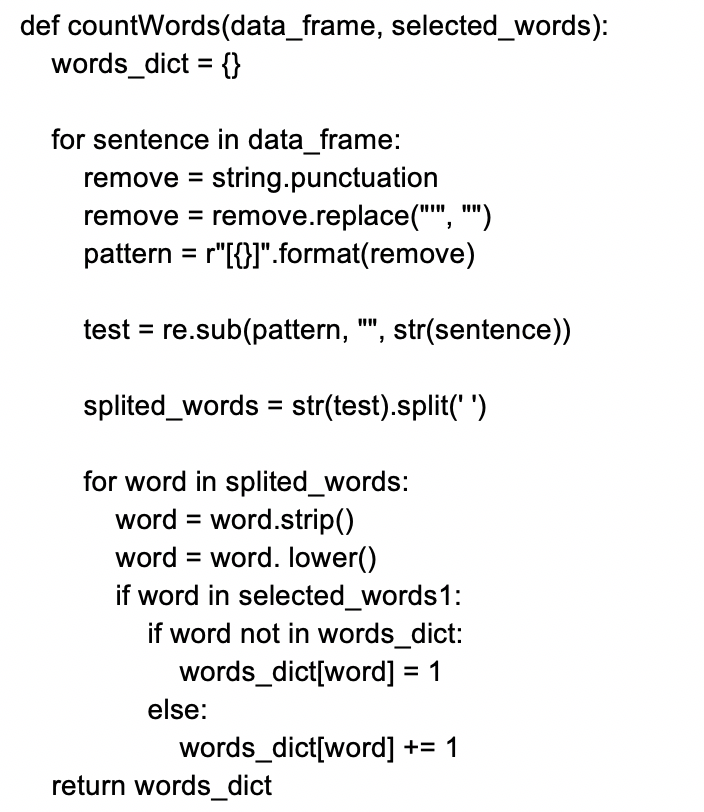 def countWords(data_frame, selected_words):
words_dict = {}
for sentence in data_frame:
remove = string.punctuation
remove = remove.replace("'", "")
pattern = r"[{}]".format(remove)
test = re.sub(pattern, "", str(sentence))
splited_words = str(test).split(' ')
for word in splited_words:
word = word.strip()
word = word. lower()
if word in selected_words1:
if word not in words_dict:
words_dict[word] = 1
else:
words_dict[word] += 1
return words_dict